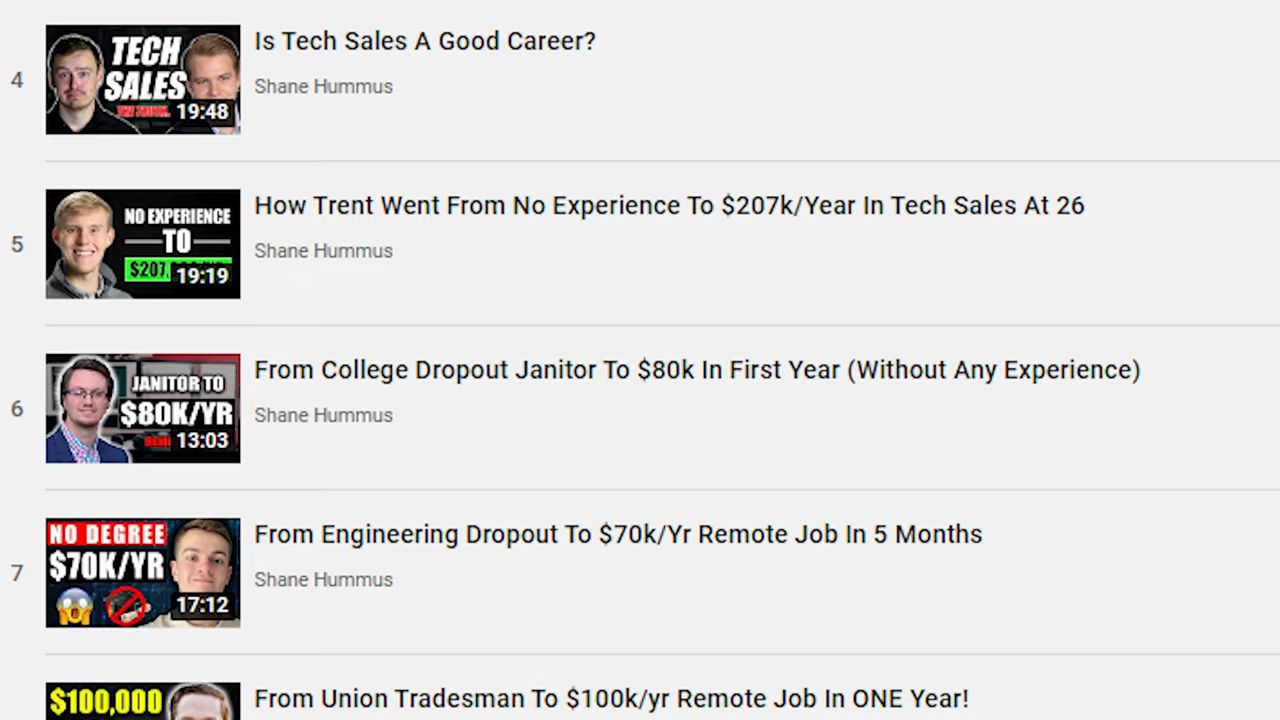 4
TECH
SALES
19:48
Is Tech Sales A Good Career?
Shane Hummus
5
NO EXPERIENCE
TO
$207,
19:19
How Trent Went From No Experience To $207k/Year In Tech Sales At 26
Shane Hummus
6
JANITOR TO
$80K/YR
13:03
From College Dropout Janitor To $80k In First Year (Without Any Experience)
Shane Hummus
7
NO DEGREE
$70K/YR
17:12
From Engineering Dropout To $70k/Yr Remote Job In 5 Months
Shane Hummus
$100,000
From Union Tradesman To $100k/yr Remote Job In ONE Year!